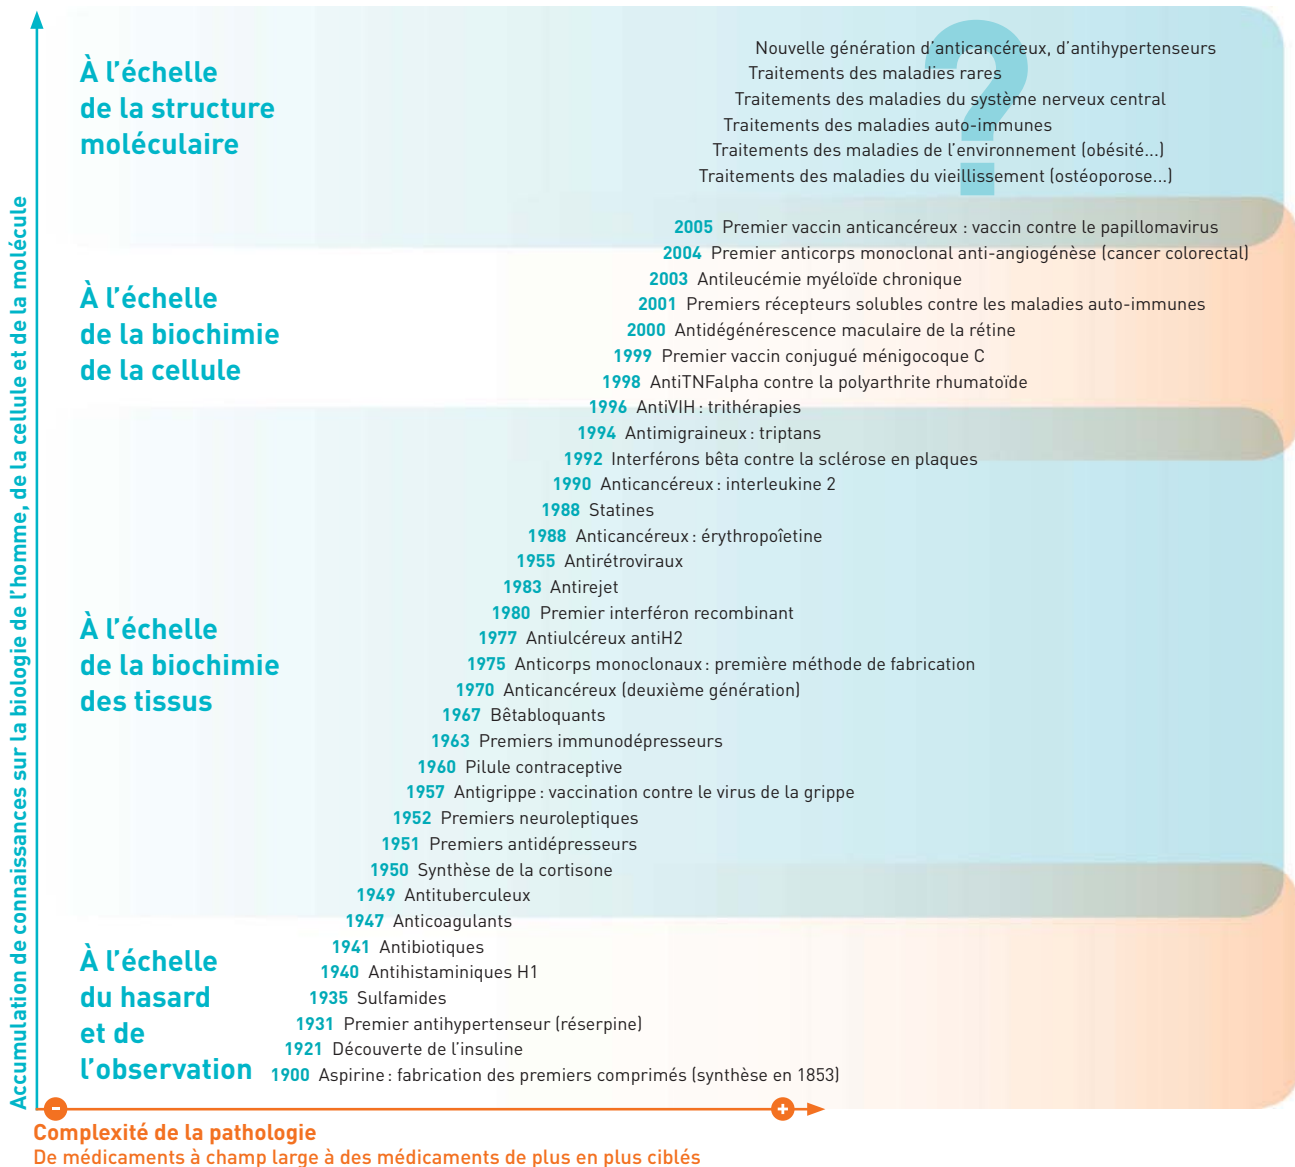 Accumulation de connaissances sur la biologie de l'homme, de la cellule et de la molécule
À l'échelle
de la structure
moléculaire
?
Nouvelle génération d'anticancéreux, d'antihypertenseurs
Traitements des maladies rares
Traitements des maladies du système nerveux central
Traitements des maladies auto-immunes
Traitements des maladies de l'environnement (obésité...)
Traitements des maladies du vieillissement (ostéoporose...)
À l'échelle
de la biochimie
de la cellule
2005 Premier vaccin anticancéreux : vaccin contre le papillomavirus
2004 Premier anticorps monoclonal anti-angiogénèse (cancer colorectal)
2003 Antileucémie myéloïde chronique
2001 Premiers récepteurs solubles contre les maladies auto-immunes
2000 Antidégénérescence maculaire de la rétine
1999 Premier vaccin conjugué ménigocoque C
1998 AntiTNFalpha contre la polyarthrite rhumatoïde
1996 AntiVIH : trithérapies
1994 Antimigraineux : triptans
1992 Interférons bêta contre la sclérose en plaques
À l'échelle
de la biochimie
des tissus
1990 Anticancéreux : interleukine 2
1988 Statines
1988 Anticancéreux : érythropoîetine
1955 Antirétroviraux
1983 Antirejet
1980 Premier interféron recombinant
1977 Antiulcéreux antiH2
1975 Anticorps monoclonaux : première méthode de fabrication
1970 Anticancéreux (deuxième génération)
1967 Bêtabloquants
1963 Premiers immunodépresseurs
1960 Pilule contraceptive
1957 Antigrippe : vaccination contre le virus de la grippe
1952 Premiers neuroleptiques
1951 Premiers antidépresseurs
1950 Synthèse de la cortisone
1949 Antituberculeux
1947 Anticoagulants
À l'échelle
du hasard
et de
l'observation
1941 Antibiotiques
1940 Antihistaminiques H1
1935 Sulfamides
1931 Premier antihypertenseur (réserpine)
1921 Découverte de l'insuline
1900 Aspirine : fabrication des premiers comprimés (synthèse en 1853)
- +
Complexité de la pathologie
De médicaments à champ large à des médicaments de plus en plus ciblés